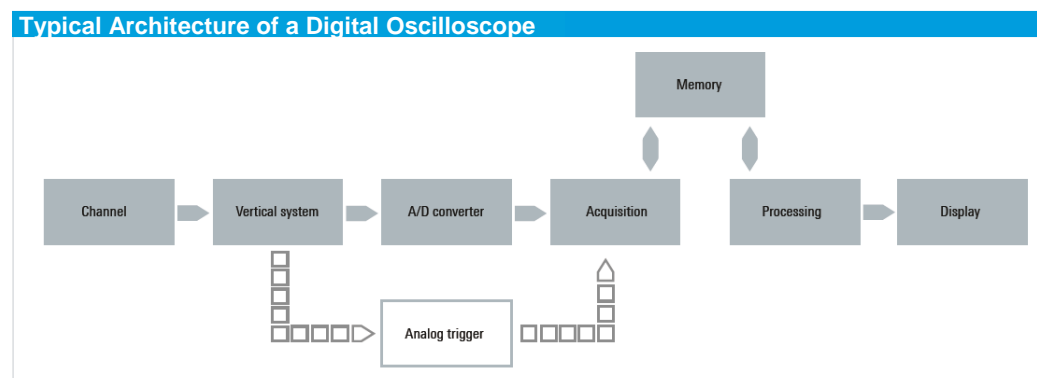 Typical Architecture of a Digital Oscilloscope
Memory
Channel
Vertical system
A/D converter
Acquisition
Processing
Display
Analog trigger